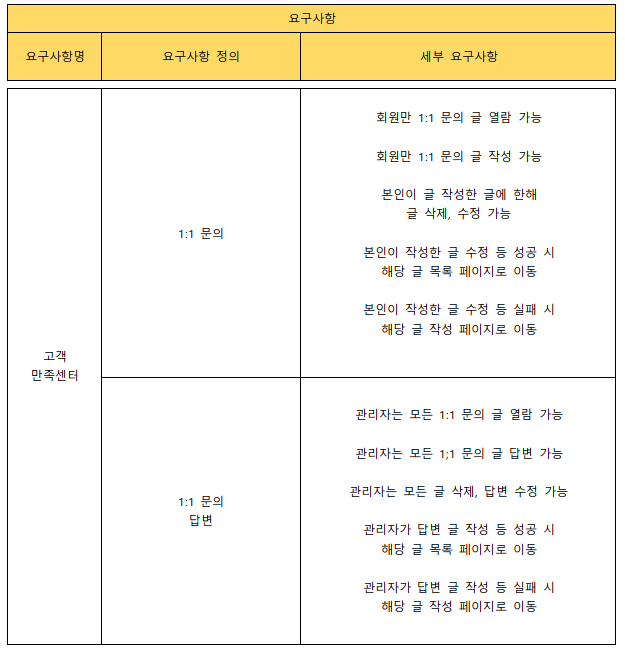 요구사항
요구사항명
요구사항 정의
세부 요구사항
고객
만족센터
1:1 문의
회원만 1:1 문의 글 열람 가능
회원만 1:1 문의 글 작성 가능
본인이 글 작성한 글에 한해
글 삭제, 수정 가능
본인이 작성한 글 수정 등 성공 시
해당 글 목록 페이지로 이동
본인이 작성한 글 수정 등 실패 시
해당 글 작성 페이지로 이동
1:1 문의
답변
관리자는 모든 1:1 문의 글 열람 가능
관리자는 모든 1;1 문의 글 답변 가능
관리자는 모든 글 삭제, 답변 수정 가능
관리자가 답변 글 작성 등 성공 시
해당 글 목록 페이지로 이동
관리자가 답변 글 작성 등 실패 시
해당 글 작성 페이지로 이동